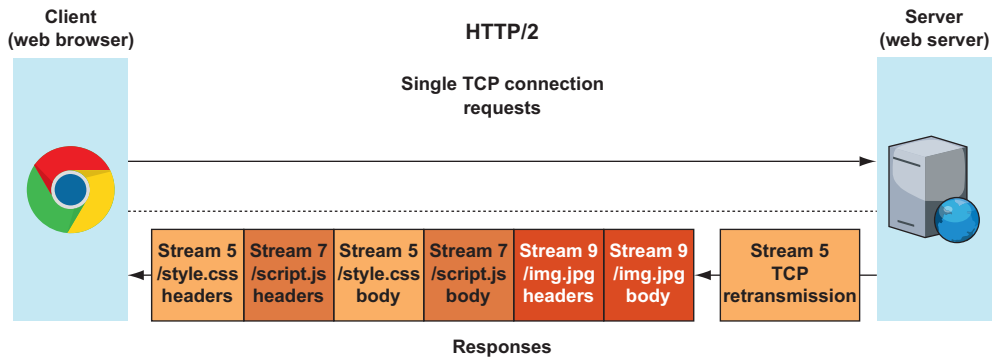 Client
(web browser)
HTTP/2
Server
(web server)
Single TCP connection
requests
Stream 5
/style.css
headers
Stream 7
/script.js
headers
Stream 5
/style.css
body
Stream 7
/script.js
body
Stream 9
/img.jpg
headers
Stream 9
/img.jpg
body
Stream 5
TCP
retransmission
Responses